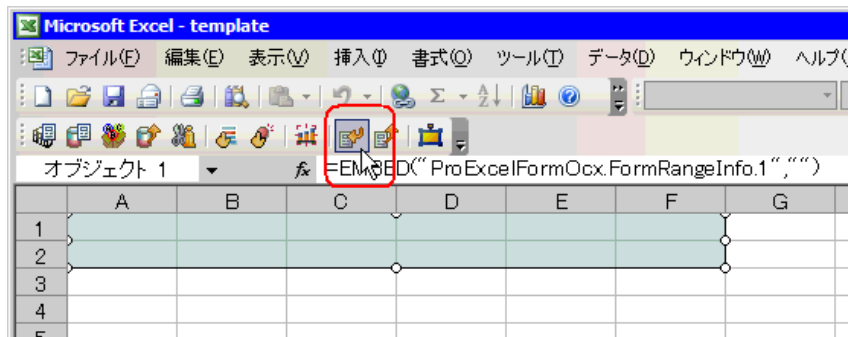 Microsoft Excel - template
ファイル(F) 編集(E) 表示(V) 挿入(I) 書式(O) ツール(T) データ(D) ウィンドウ(W) ヘルプ(
オブジェクト 1 fx =EMBED("ProExcelFormOcx.FormRangeInfo.1","")
A B C D E F G
1
2
3
4